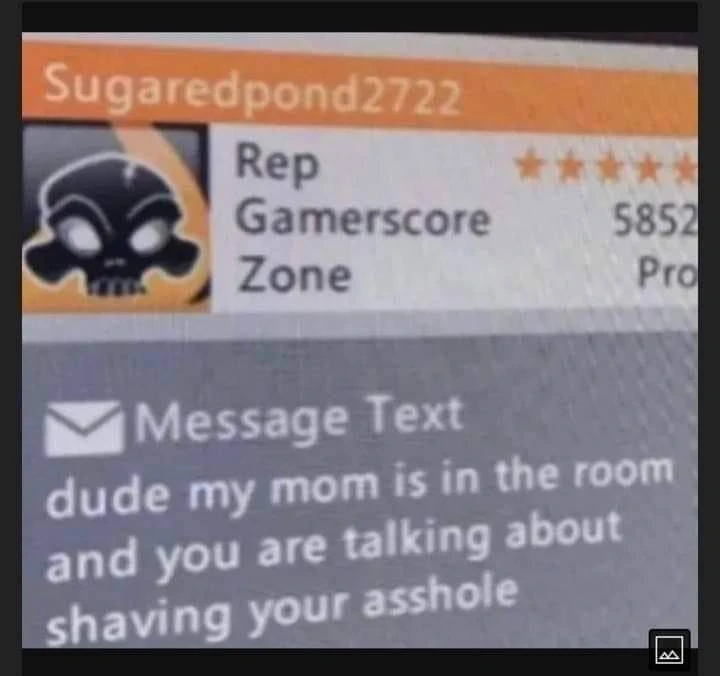 Sugaredpond2722
Rep
Gamerscore 5852
Zone Pro
Message Text
dude my mom is in the room
and you are talking about
shaving your asshole